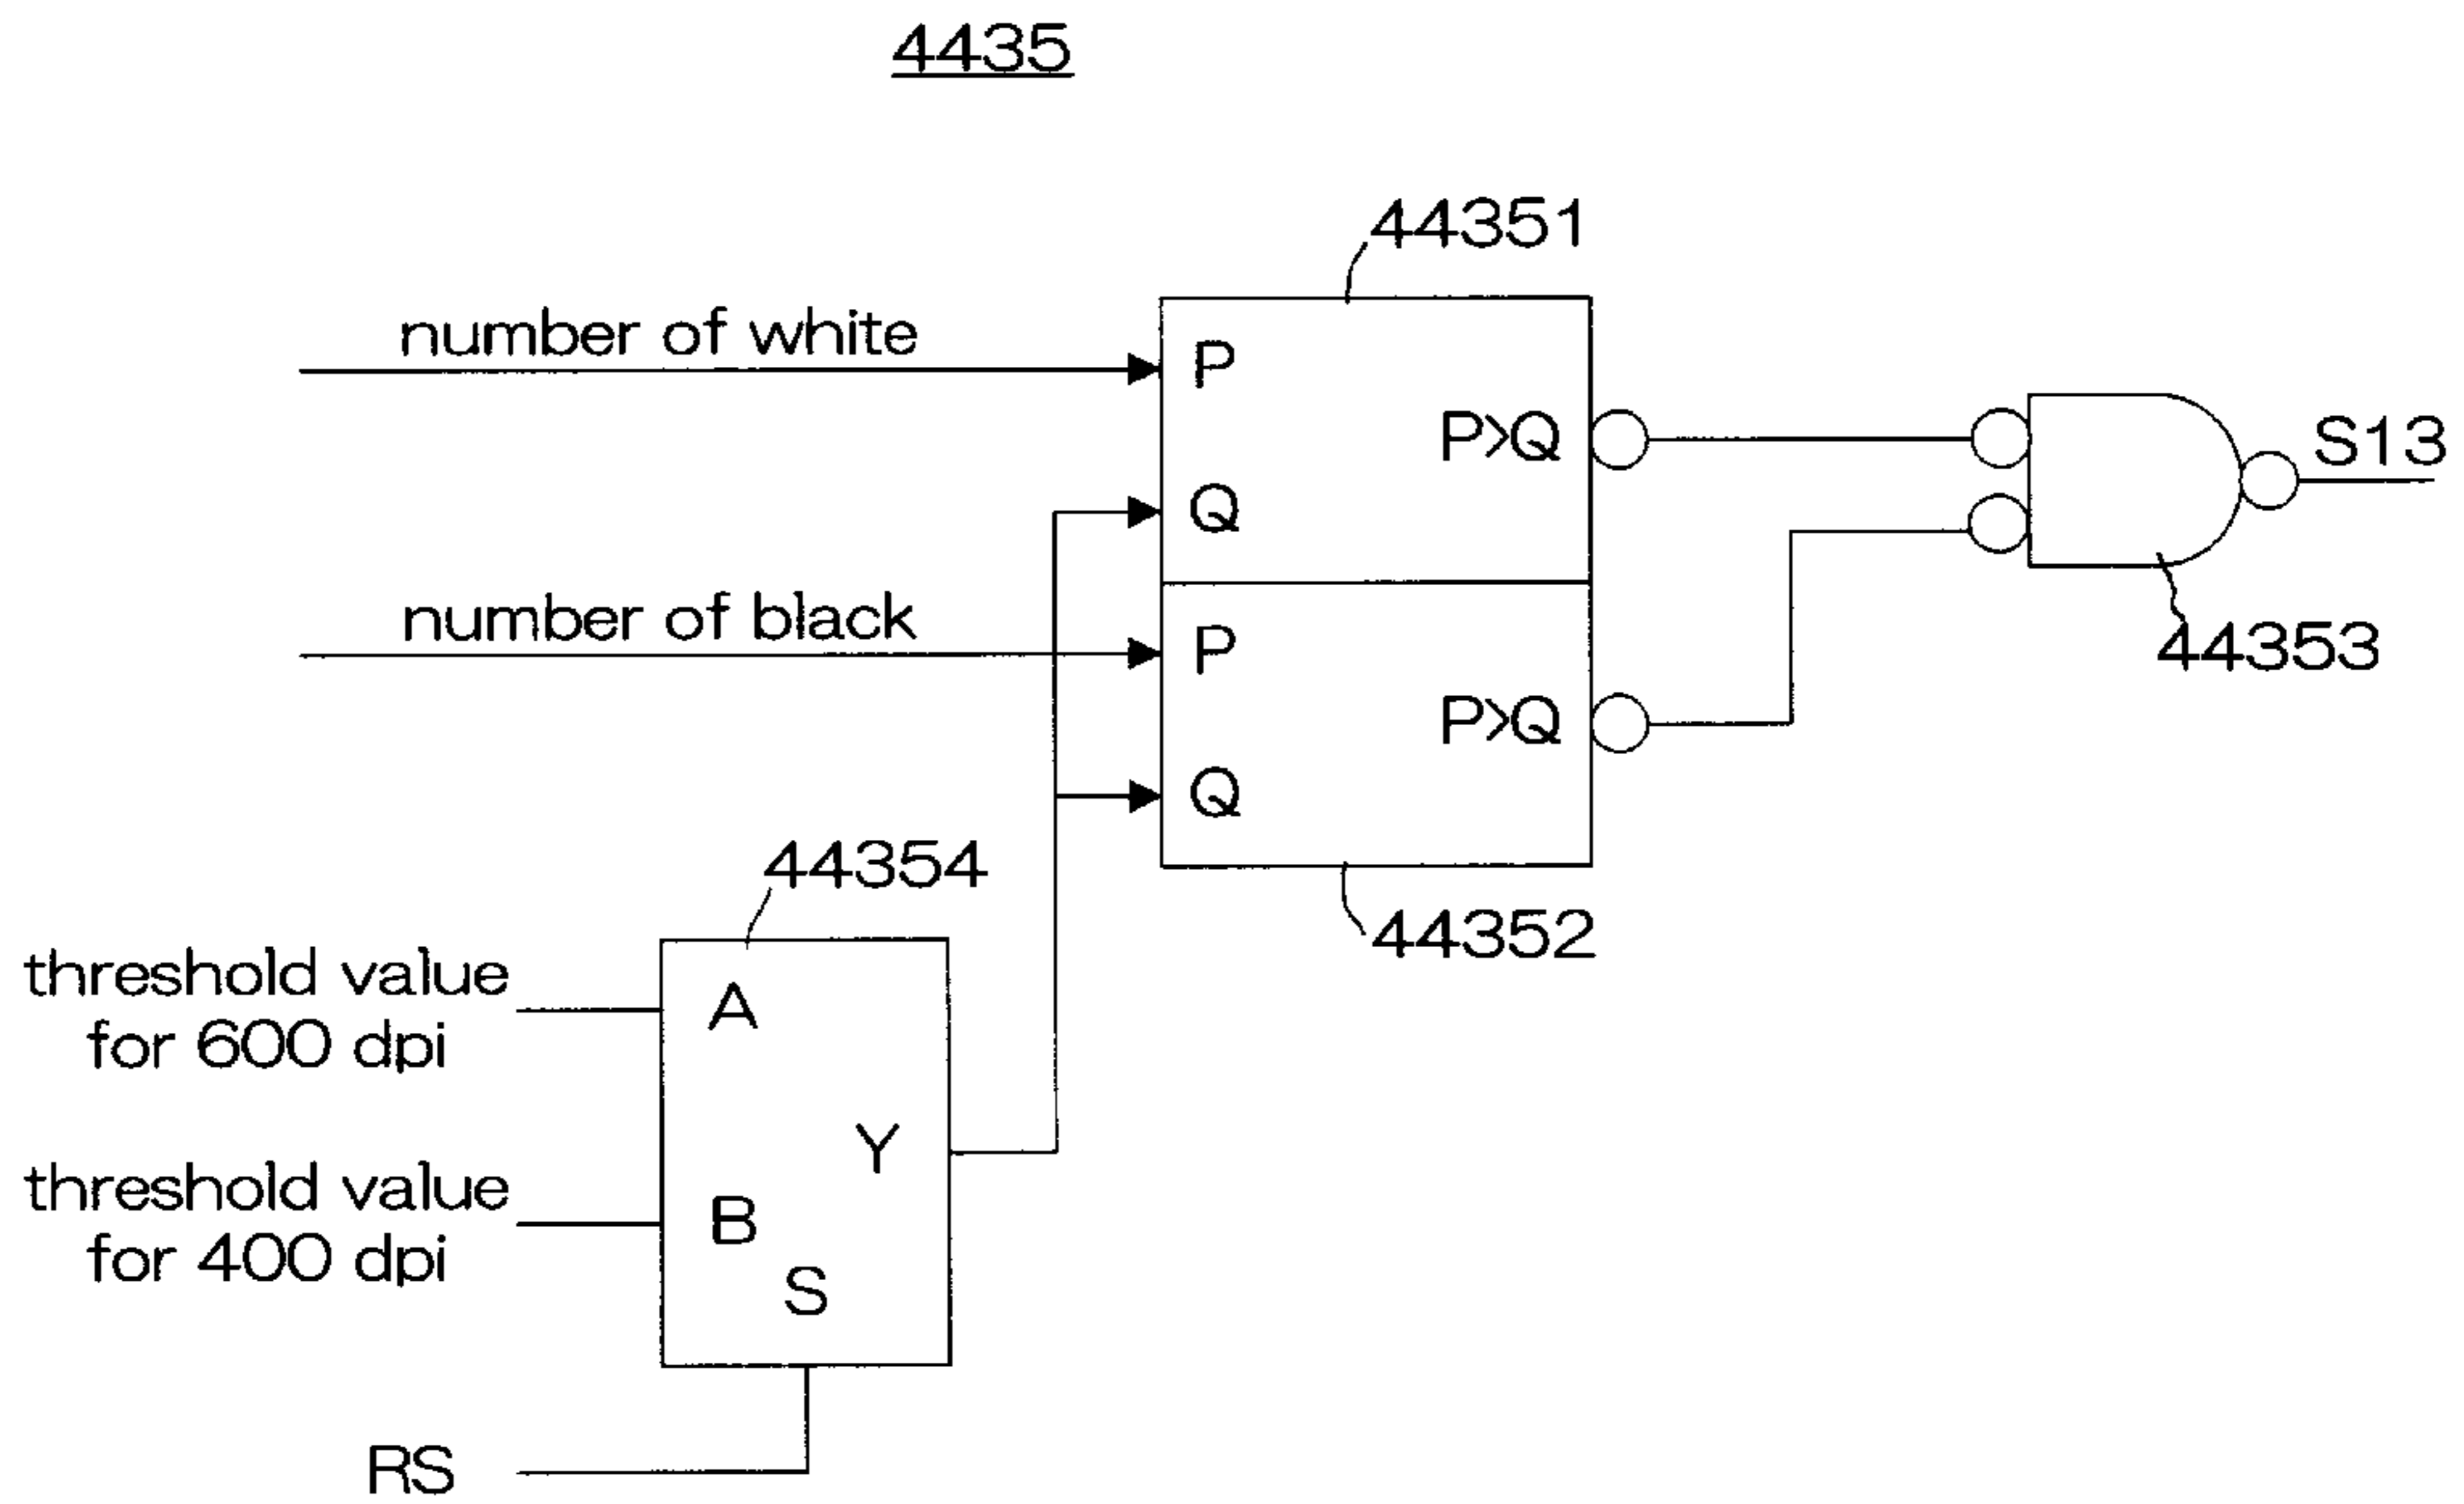 4435
44351
number of white
P
P>Q
S13
Q
number of black
P
44353
P>Q
Q
44354
44352
threshold value
for 600 dpi
A
Y
threshold value
for 400 dpi
B
S
RS